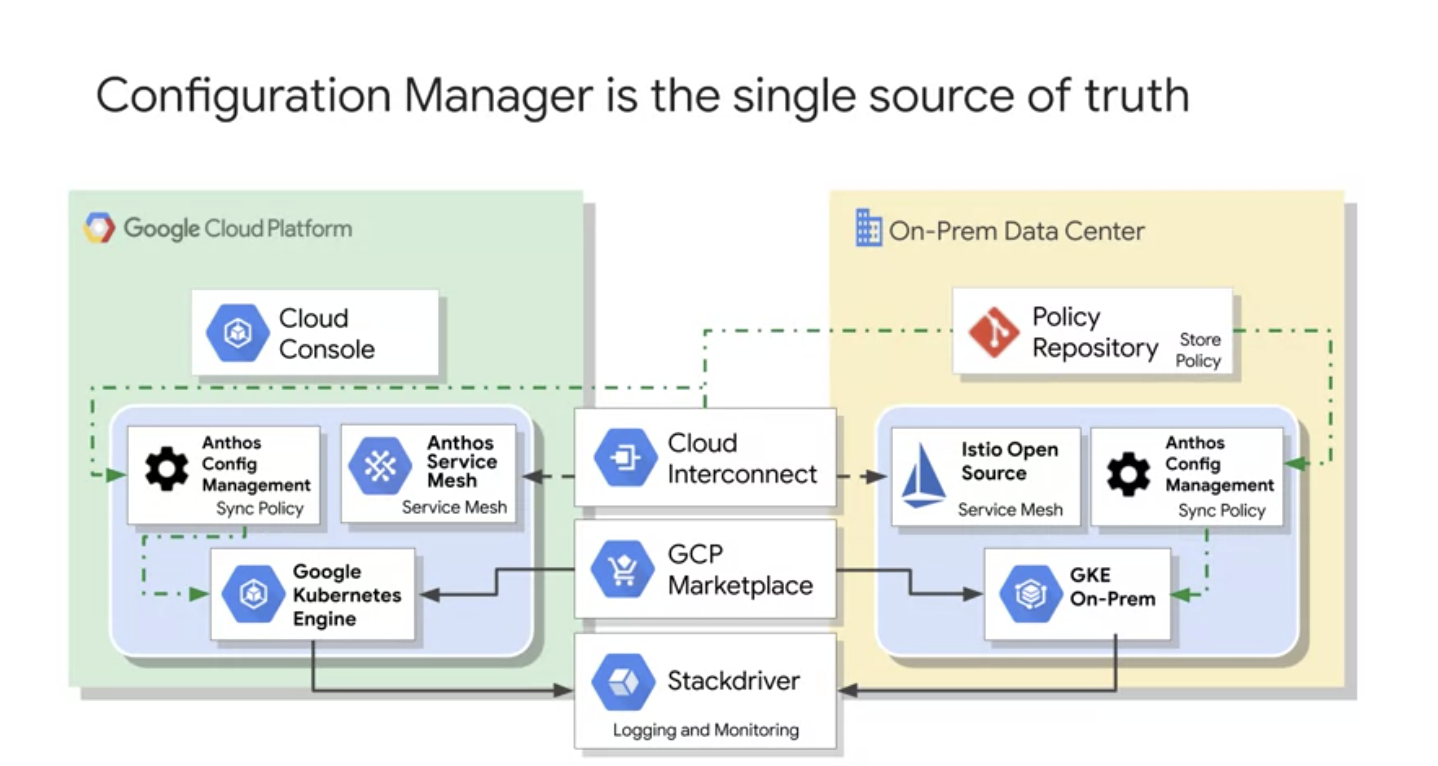 Configuration Manager is the single source of truth
Google Cloud Platform
On-Prem Data Center
Cloud
Console
Policy
Repository
Store
Policy
Anthos
Config
Management
Sync Policy
Anthos
Service
Mesh
Service Mesh
Cloud
Interconnect
Istio Open
Source
Service Mesh
Anthos
Config
Management
Sync Policy
Google
Kubernetes
Engine
GCP
Marketplace
GKE
On-Prem
Stackdriver
Logging and Monitoring